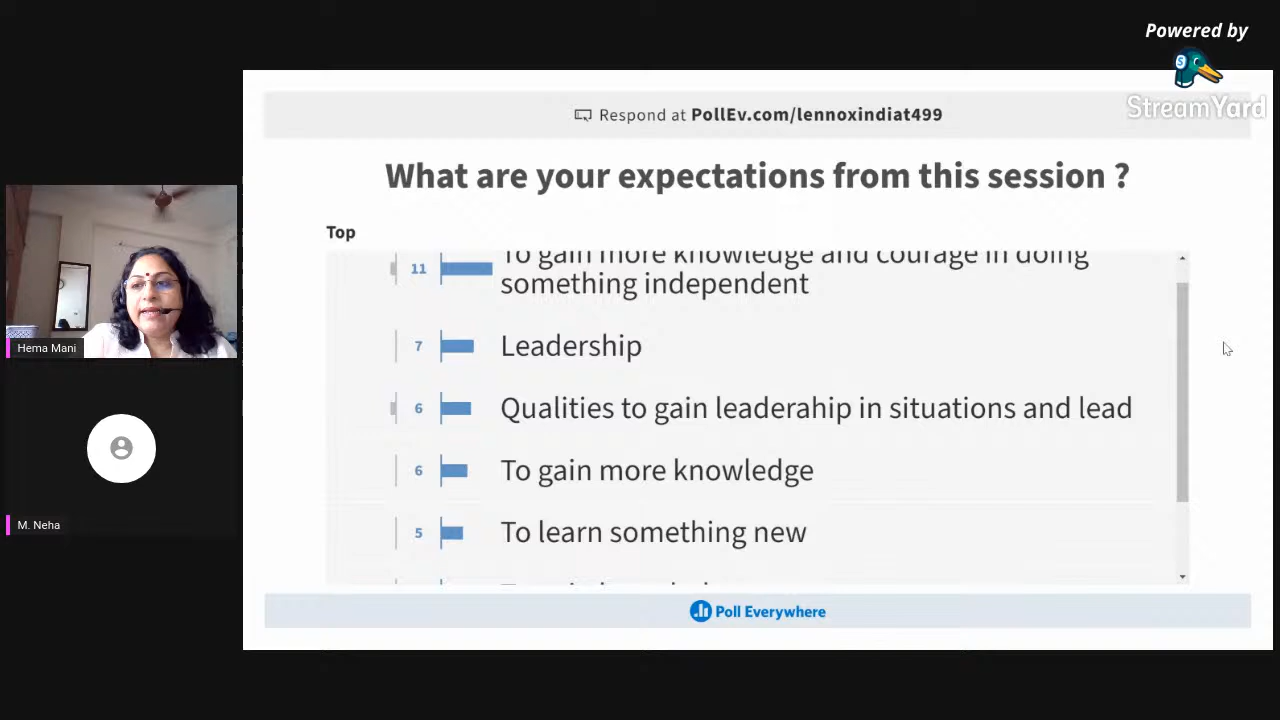 Powered by
StreamYard
Respond at PollEv.com/lennoxindiat499
What are your expectations from this session ?
Top
11 To gain more knowledge and courage in doing
something independent
7 Leadership
6 Qualities to gain leaderahip in situations and lead
6 To gain more knowledge
5 To learn something new
Poll Everywhere
Hema Mani
M. Neha